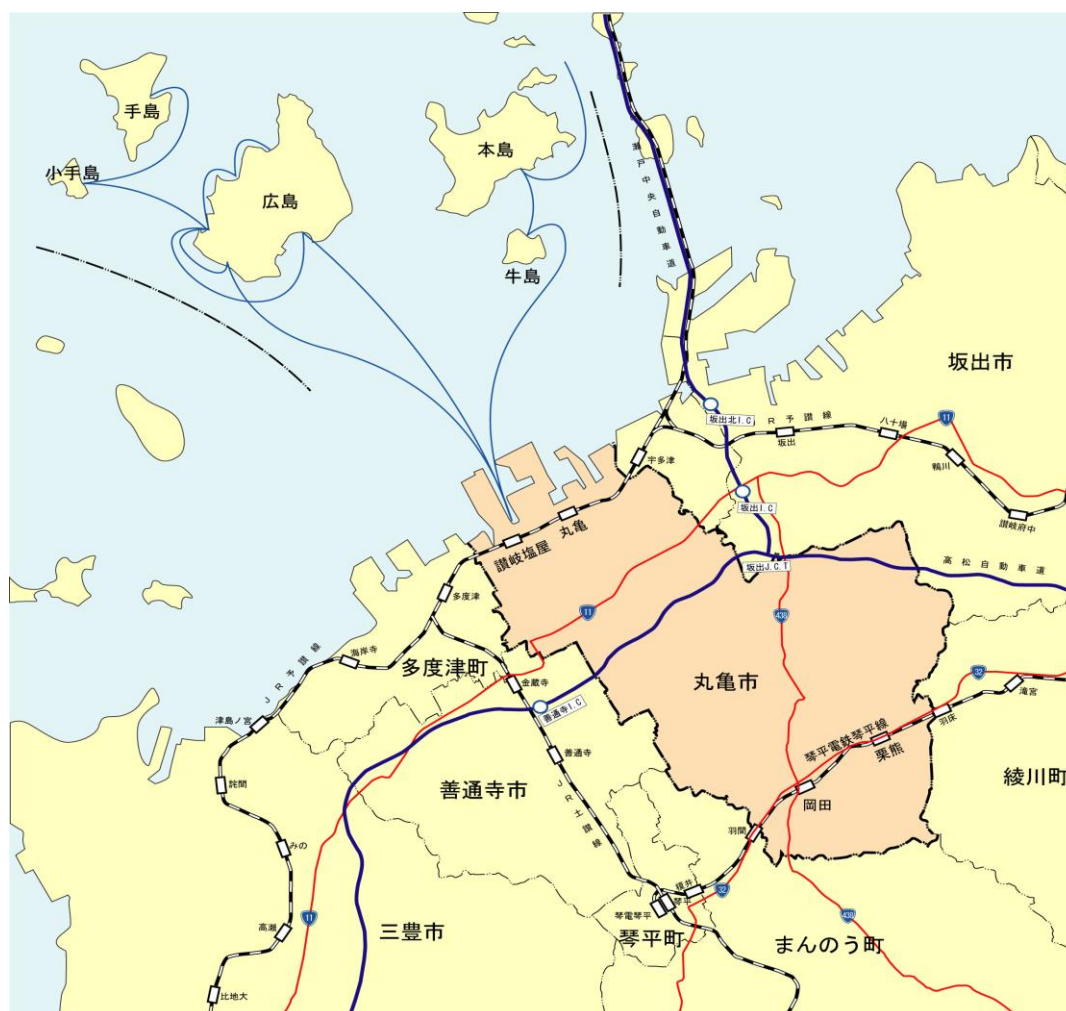 手島
小手島
広島
本島
牛島
瀬戸中央自動車道
坂出市
坂出北I.C
R予讃線
坂出
八十場
11
鴨川
讃岐府中
宇多津
坂出I.C
丸亀
讃岐塩屋
坂出J.C.T
高松自動車道
多度津
11
438
海岸寺
JR予讃線
多度津町
金蔵寺
丸亀市
32
滝宮
津島ノ宮
善通寺I.C
羽床
琴平電鉄琴平線
栗熊
善通寺
綾川町
詫間
善通寺市
JR土讃線
岡田
羽間
みの
32
榎井
琴平
琴電琴平
11
高瀬
三豊市
琴平町
まんのう町
438
比地大